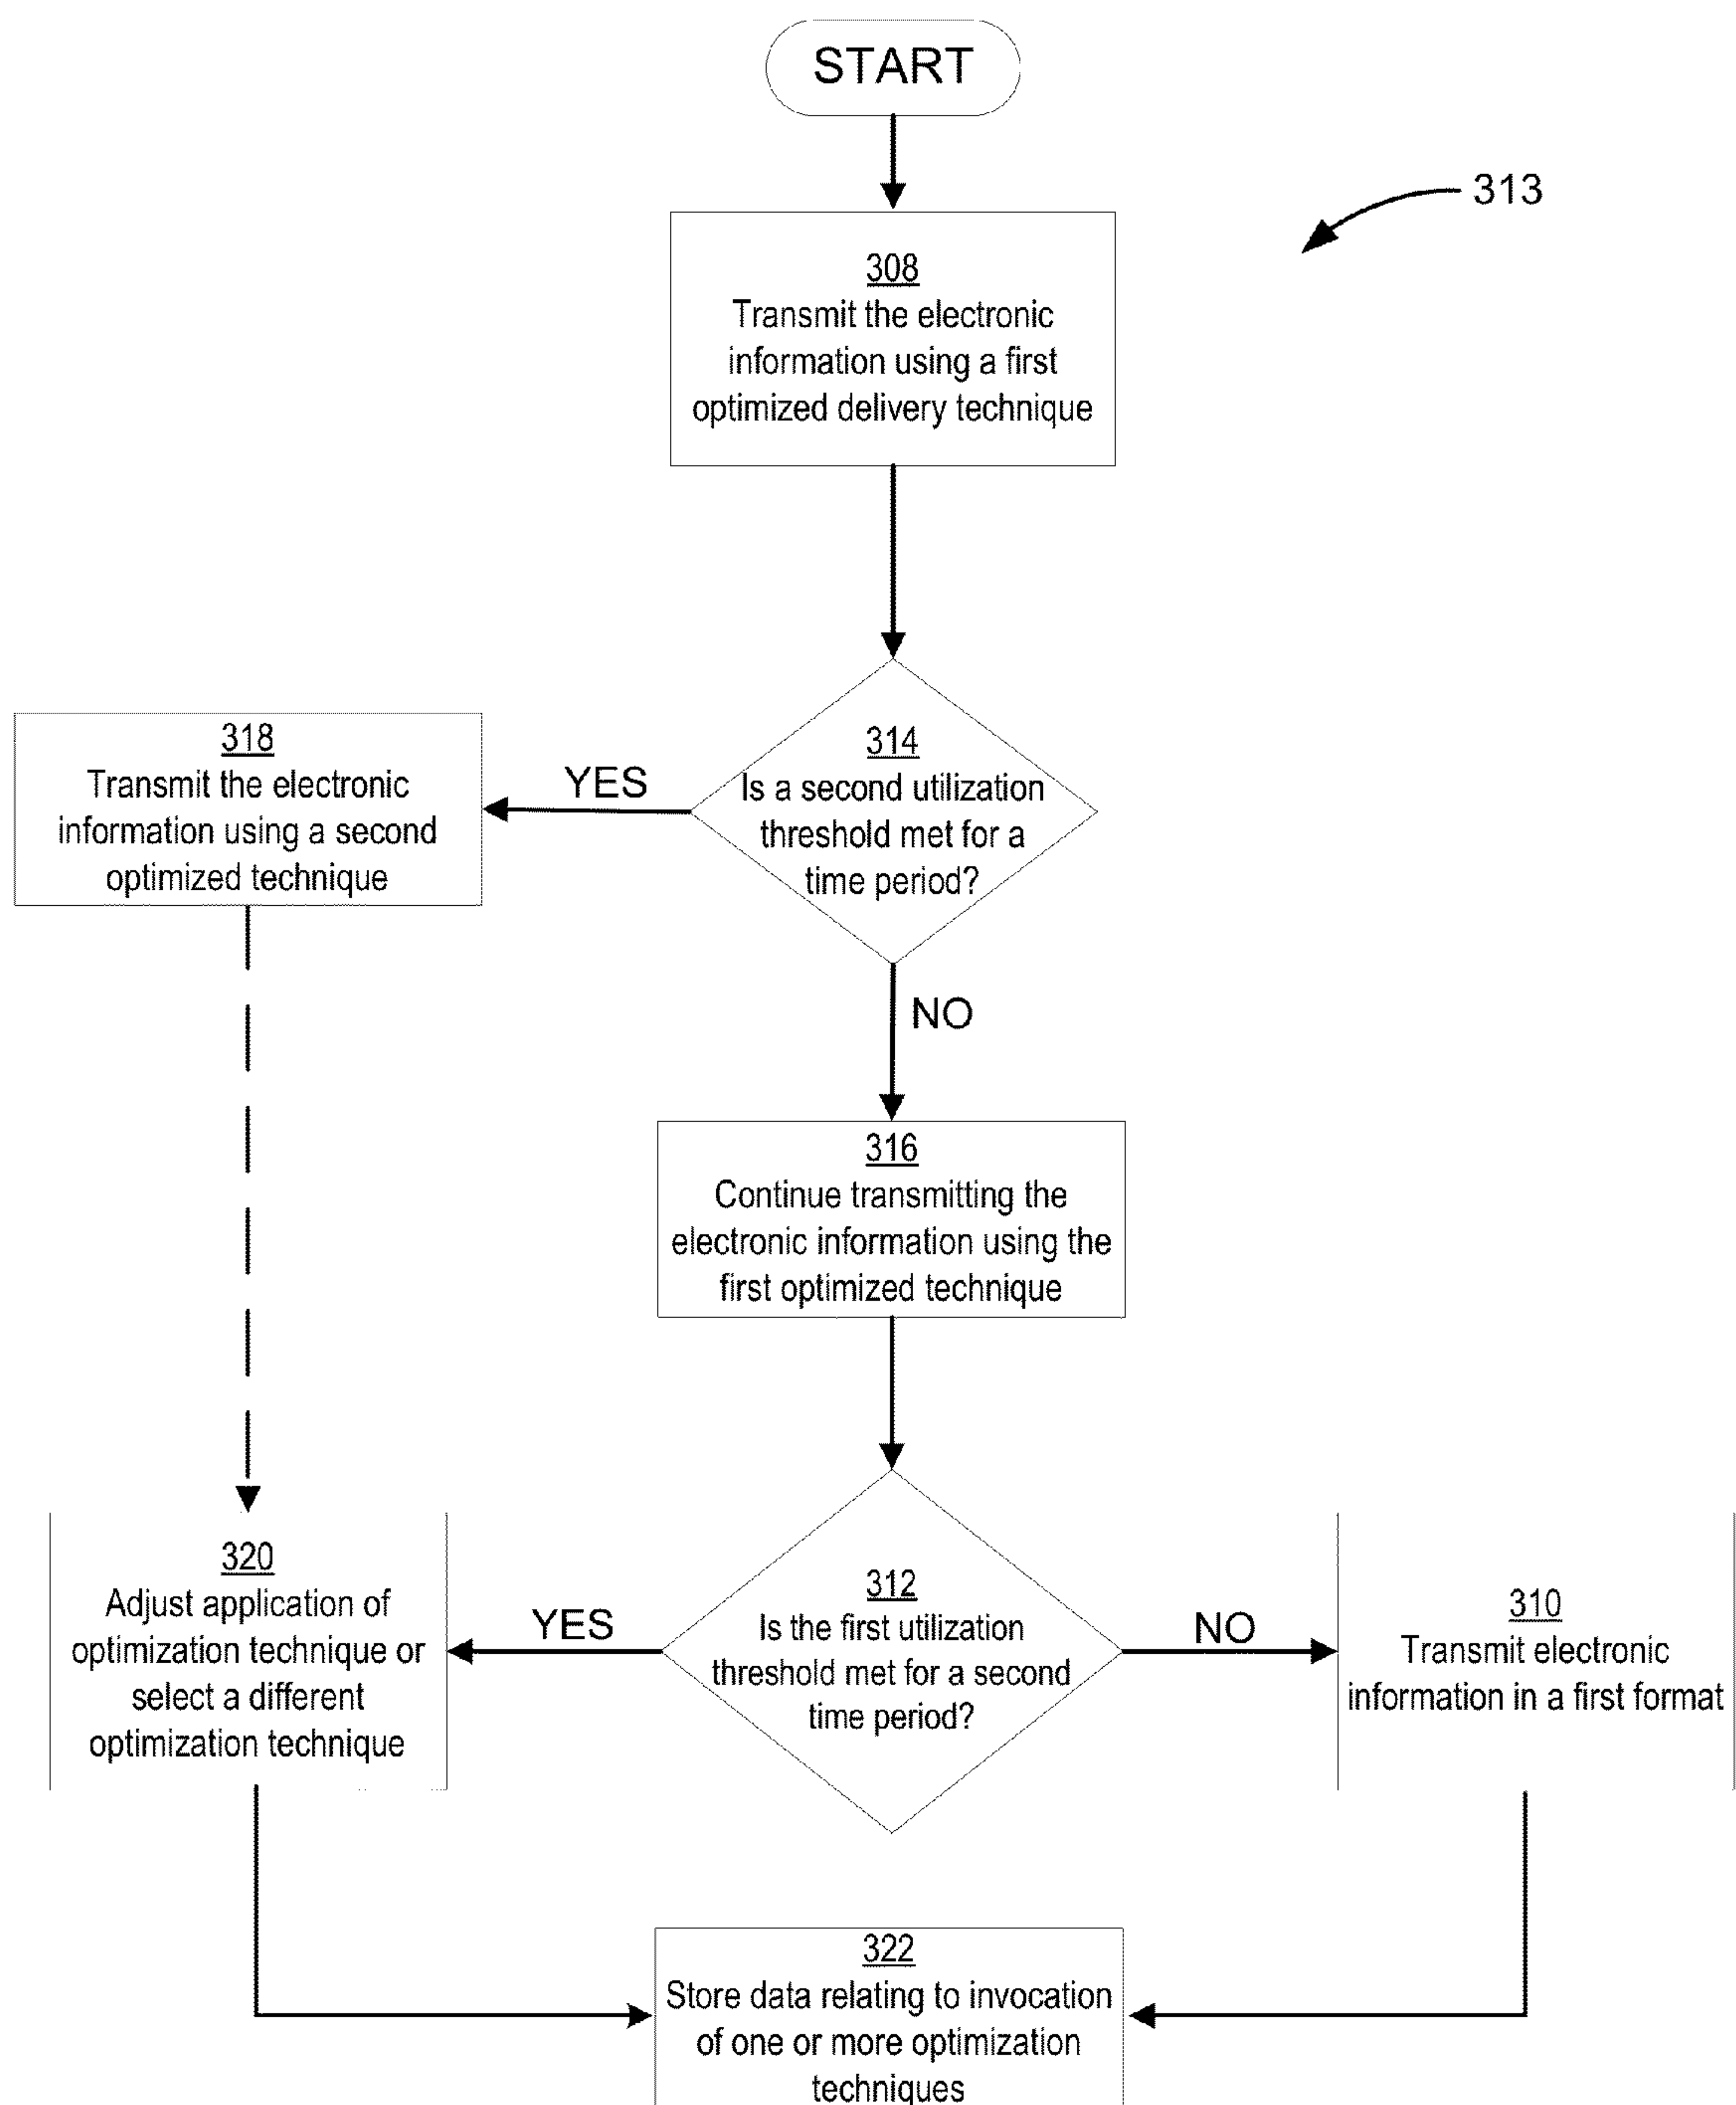 START
313
308
Transmit the electronic
information using a first
optimized delivery technique
314
Is a second utilization
threshold met for a
time period?
YES
318
Transmit the electronic
information using a second
optimized technique
NO
316
Continue transmitting the
electronic information using the
first optimized technique
312
Is the first utilization
threshold met for a second
time period?
YES
320
Adjust application of
optimization technique or
select a different
optimization technique
NO
310
Transmit electronic
information in a first format
322
Store data relating to invocation
of one or more optimization
techniques